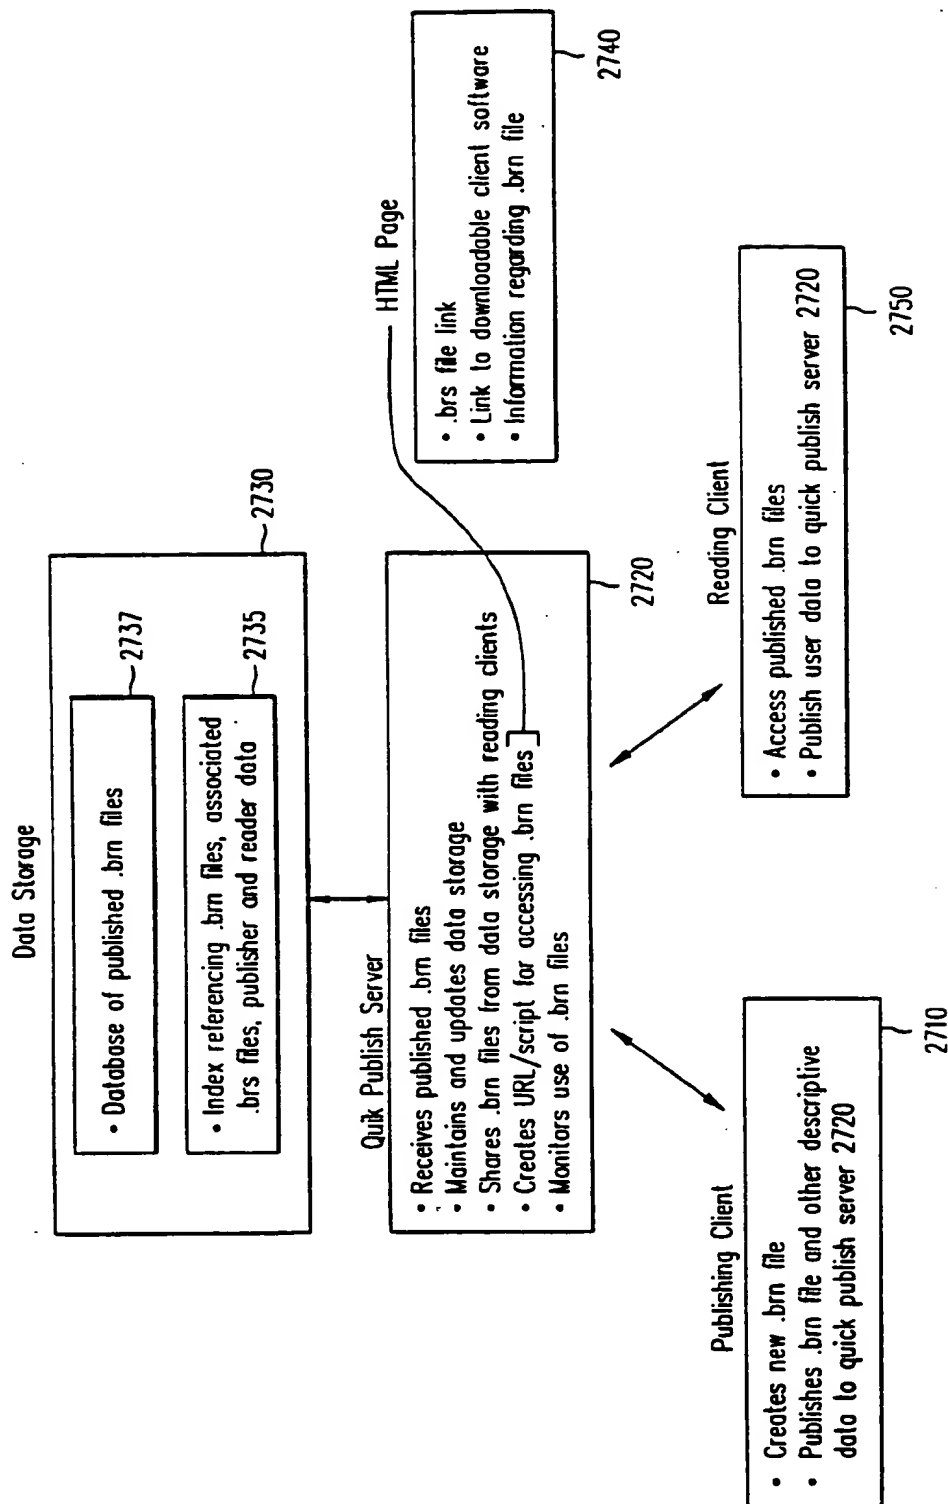 Data Storage
• Database of published .brn files
2737
• Index referencing .brn files, associated
.brs files, publisher and reader data
2735
2730
Quik Publish Server
• Receives published .brn files
• Maintains and updates data storage
• Shares .brn files from data storage with reading clients
• Creates URL/script for accessing .brn files
• Monitors use of .brn files
2720
HTML Page
• .brs file link
• Link to downloadable client software
• Information regarding .brn file
2740
Publishing Client
• Creates new .brn file
• Publishes .brn file and other descriptive
data to quick publish server 2720
2710
Reading Client
• Access published .brn files
• Publish user data to quick publish server 2720
2750